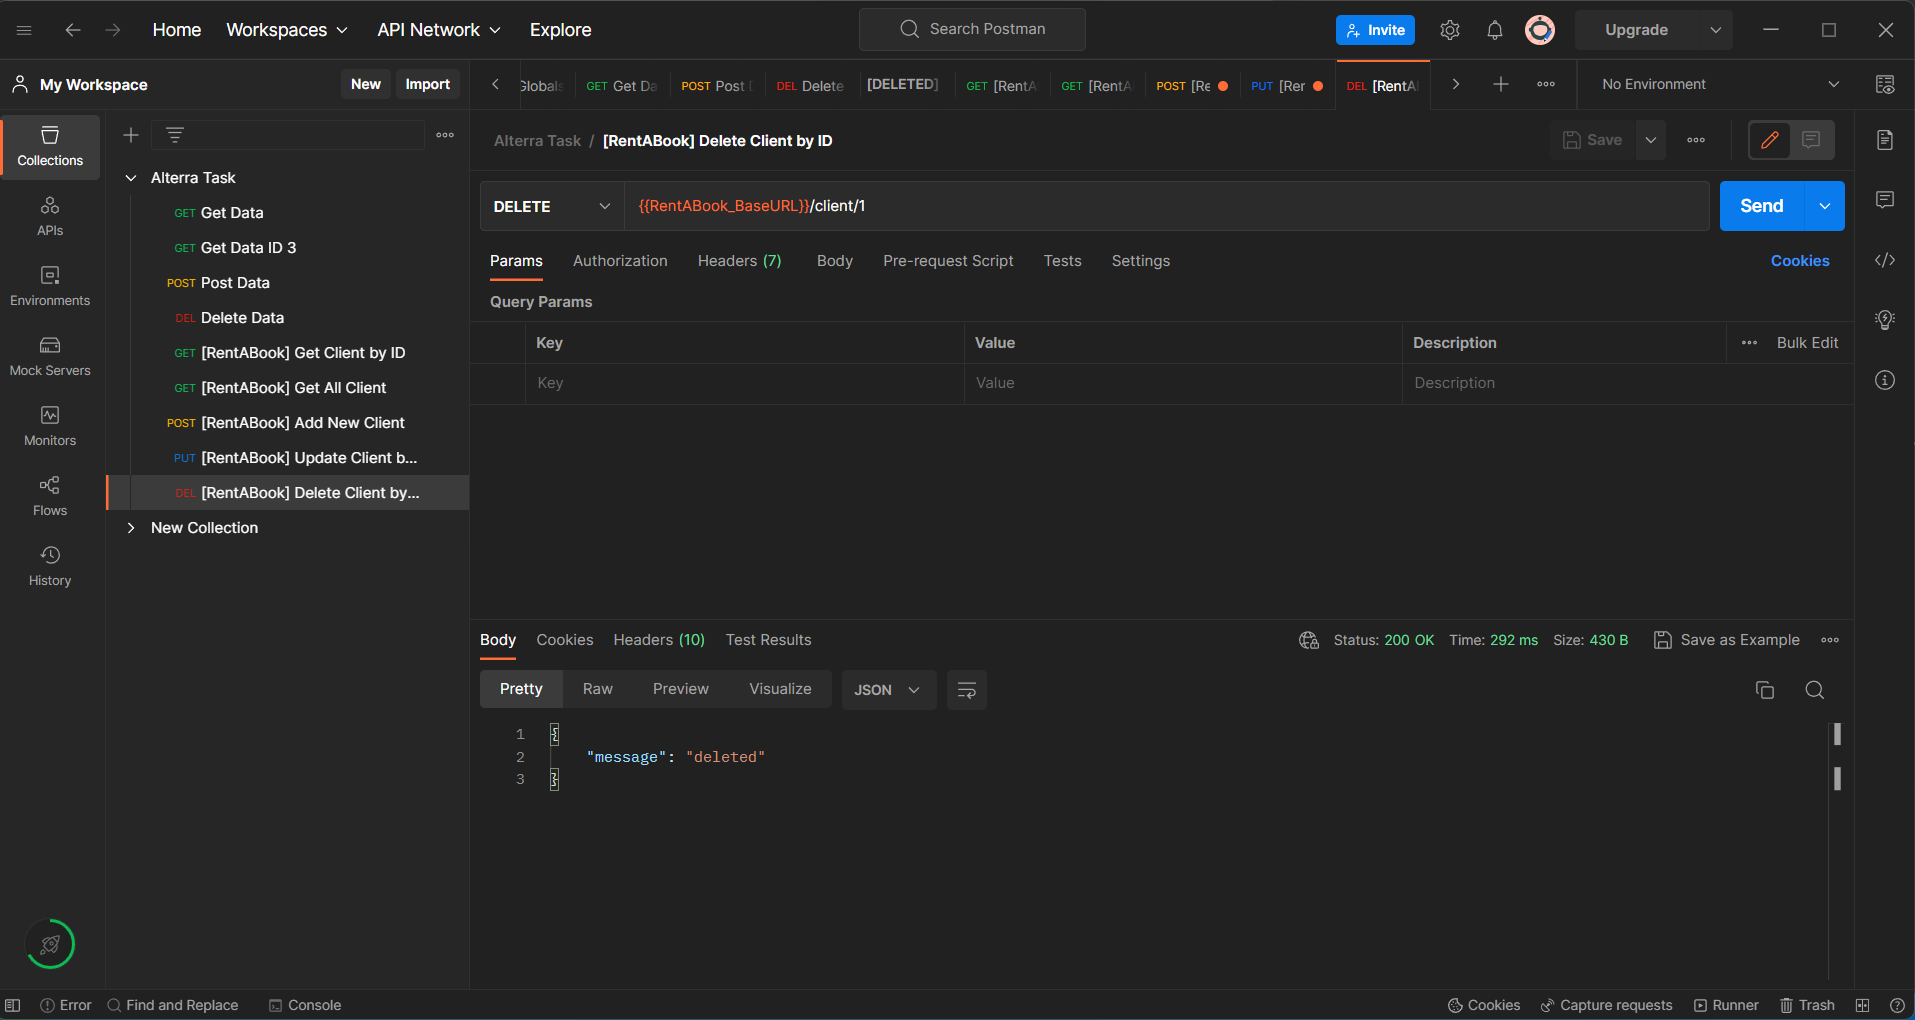 Home Workspaces API Network Explore Search Postman Invite Upgrade
My Workspace New Import
Globals GET Get Da POST Post DEL Delete [DELETED] GET [RentA GET [RentA POST [Re PUT [Rer DEL [RentA No Environment
Collections
APIs
Environments
Mock Servers
Monitors
Flows
History
Alterra Task
GET Get Data
GET Get Data ID 3
POST Post Data
DEL Delete Data
GET [RentABook] Get Client by ID
GET [RentABook] Get All Client
POST [RentABook] Add New Client
PUT [RentABook] Update Client b...
DEL [RentABook] Delete Client by...
New Collection
Alterra Task / [RentABook] Delete Client by ID Save
DELETE {{RentABook_BaseURL}}/client/1 Send
Params Authorization Headers (7) Body Pre-request Script Tests Settings Cookies
Query Params
Key Value Description Bulk Edit
Key Value Description
Body Cookies Headers (10) Test Results Status: 200 OK Time: 292 ms Size: 430 B Save as Example
Pretty Raw Preview Visualize JSON
1 {
2 "message": "deleted"
3 }
Error Find and Replace Console Cookies Capture requests Runner Trash